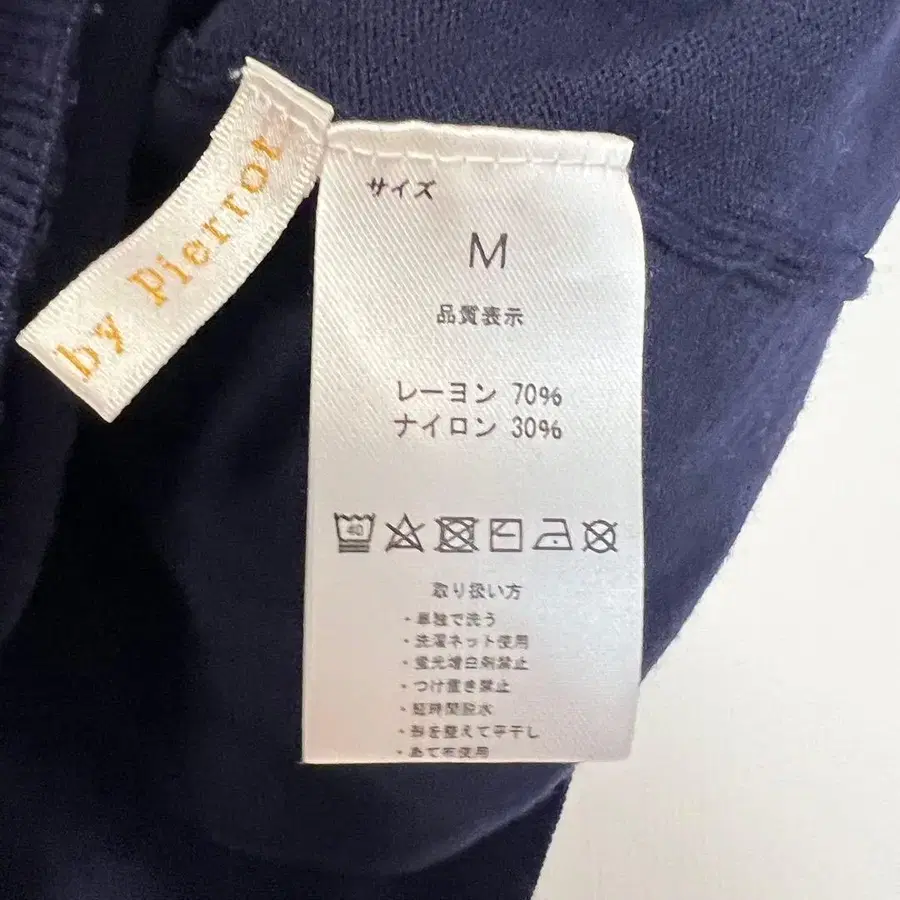 by Pierrot
サイズ
M
品質表示
レーヨン 70%
ナイロン 30%
40
取り扱い方
・単独で洗う
・洗濯ネット使用
・蛍光増白剤禁止
・つけ置き禁止
・短時間脱水
・形を整えて平干し
・あて布使用